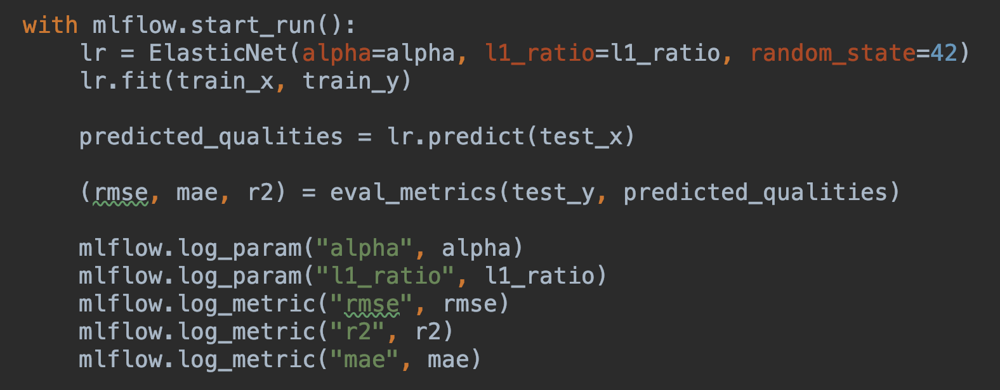 with mlflow.start_run():
    lr = ElasticNet(alpha=alpha, l1_ratio=l1_ratio, random_state=42)
    lr.fit(train_x, train_y)

    predicted_qualities = lr.predict(test_x)

    (rmse, mae, r2) = eval_metrics(test_y, predicted_qualities)

    mlflow.log_param("alpha", alpha)
    mlflow.log_param("l1_ratio", l1_ratio)
    mlflow.log_metric("rmse", rmse)
    mlflow.log_metric("r2", r2)
    mlflow.log_metric("mae", mae)